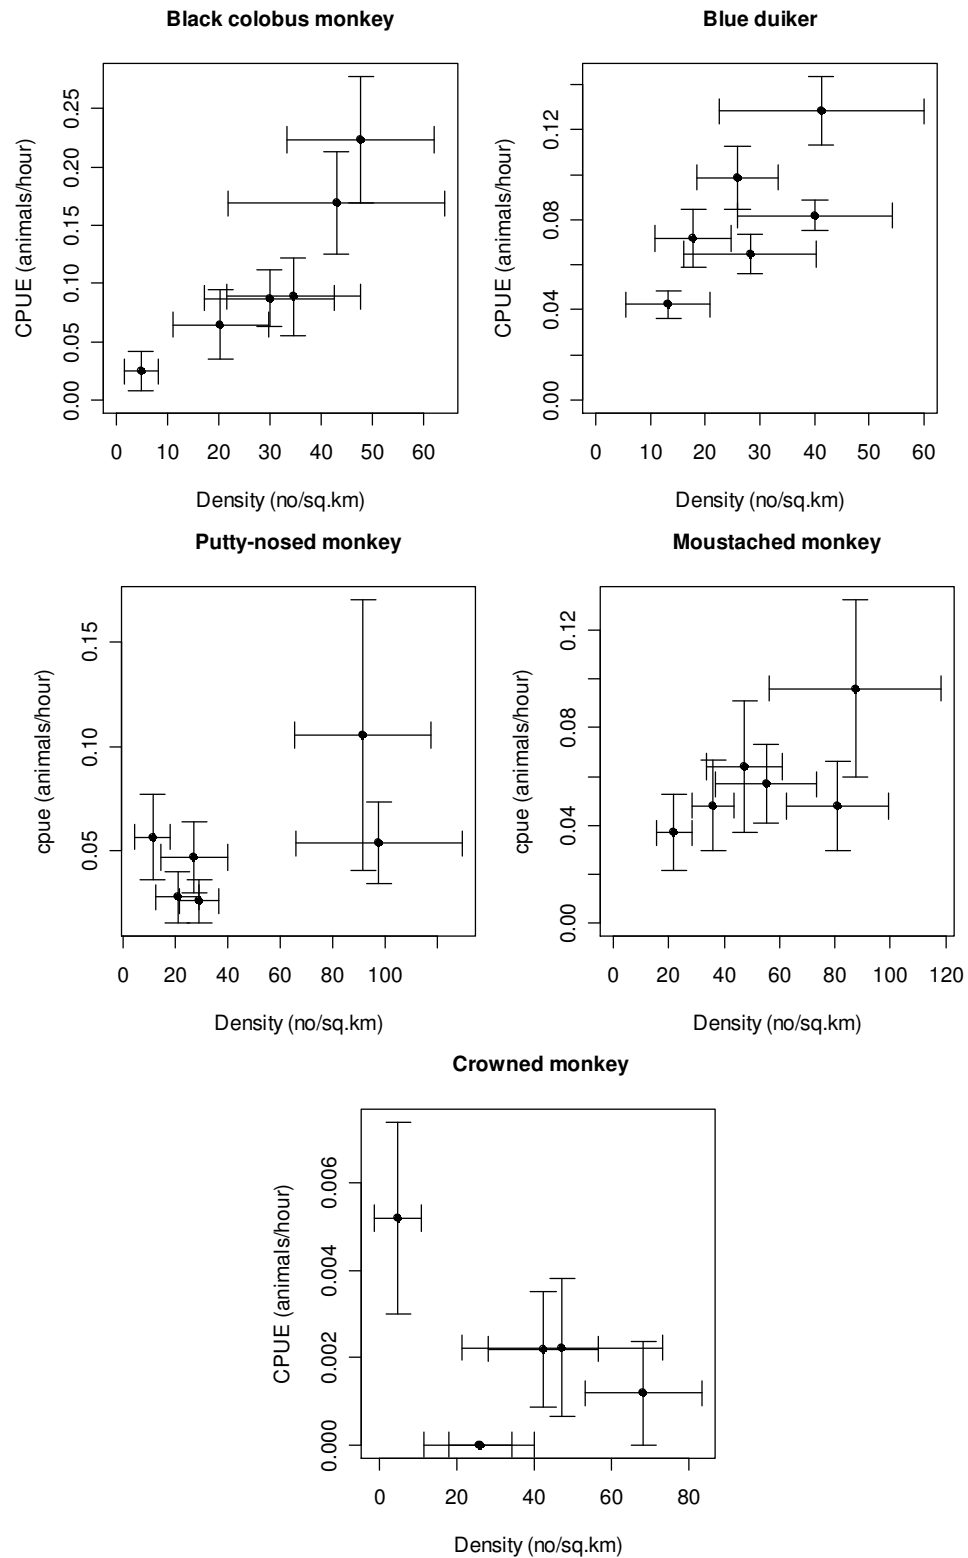 Black colobus monkey
CPUE (animals/hour)
0.25
0.20
0.15
0.10
0.05
0.00
0 10 20 30 40 50 60
Density (no/sq.km)
Blue duiker
CPUE (animals/hour)
0.12
0.08
0.04
0.00
0 10 20 30 40 50 60
Density (no/sq.km)
Putty-nosed monkey
cpue (animals/hour)
0.15
0.10
0.05
0 20 40 60 80 100
Density (no/sq.km)
Moustached monkey
cpue (animals/hour)
0.12
0.08
0.04
0.00
0 20 40 60 80 100 120
Density (no/sq.km)
Crowned monkey
CPUE (animals/hour)
0.006
0.004
0.002
0.000
0 20 40 60 80
Density (no/sq.km)